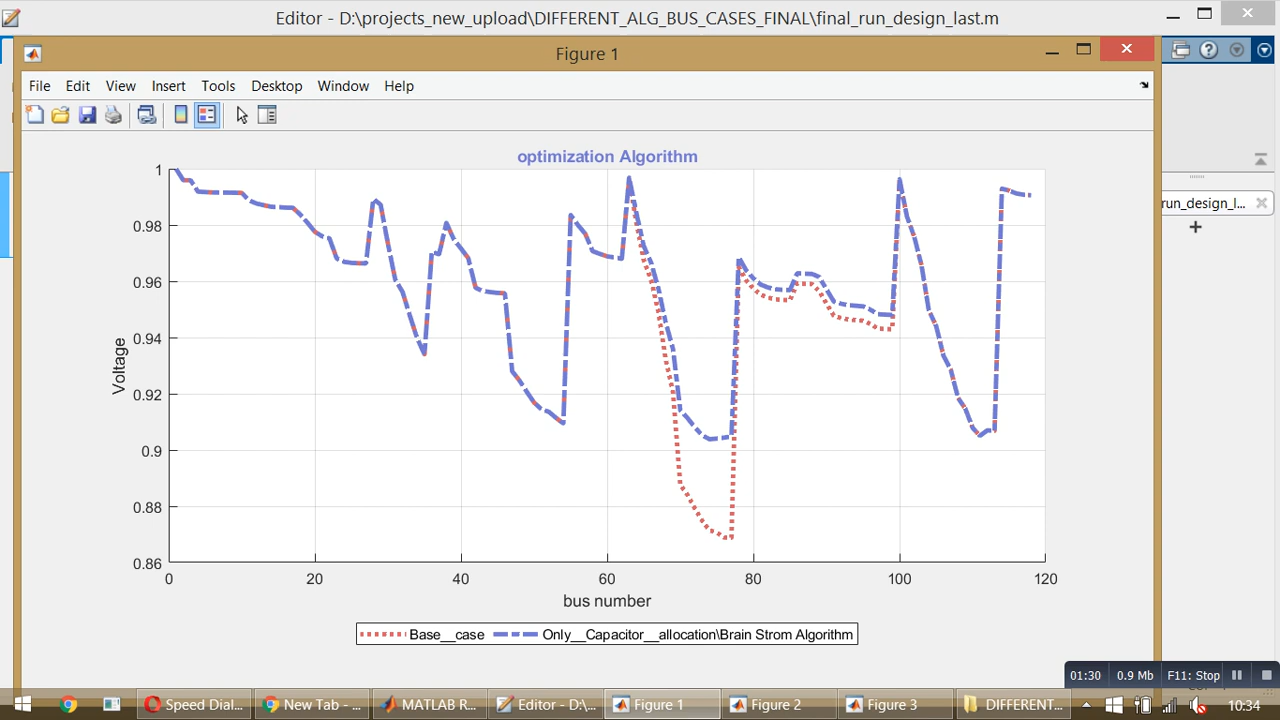 Editor - D:\projects_new_upload\DIFFERENT_ALG_BUS_CASES_FINAL\final_run_design_last.m
Figure 1
File Edit View Insert Tools Desktop Window Help
run_design_l...
optimization Algorithm
1
0.98
0.96
0.94
0.92
0.9
0.88
0.86
Voltage
0 20 40 60 80 100 120
bus number
Base__case Only__Capacitor__allocation\Brain Strom Algorithm
01:30 0.9 Mb F11: Stop
Speed Dial... New Tab - ... MATLAB R... Editor - D:\... Figure 1 Figure 2 Figure 3 DIFFERENT... 10:34